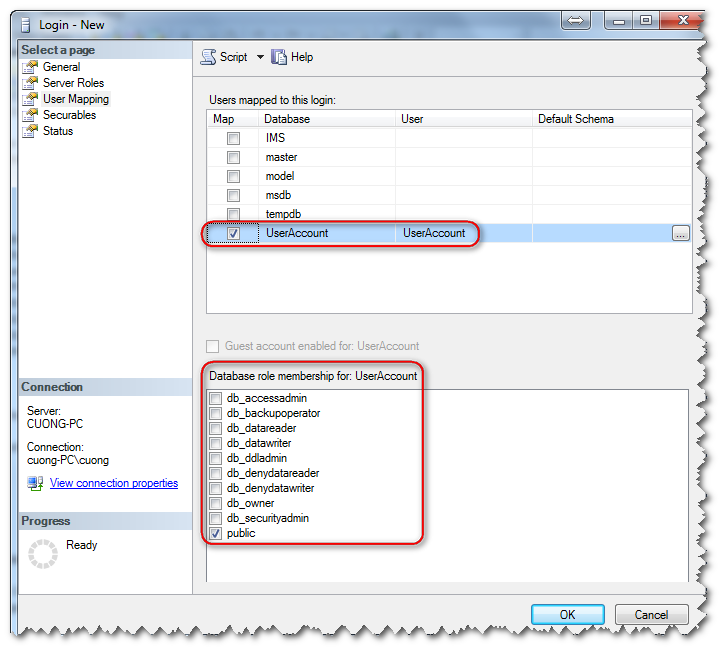 Login - New
Select a page
General
Server Roles
User Mapping
Securables
Status
Script Help
Users mapped to this login:
Map Database User Default Schema
IMS
master
model
msdb
tempdb
UserAccount UserAccount ...
Guest account enabled for: UserAccount
Database role membership for: UserAccount
db_accessadmin
db_backupoperator
db_datareader
db_datawriter
db_ddladmin
db_denydatareader
db_denydatawriter
db_owner
db_securityadmin
public
Connection
Server:
CUONG-PC
Connection:
cuong-PC\cuong
View connection properties
Progress
Ready
OK Cancel